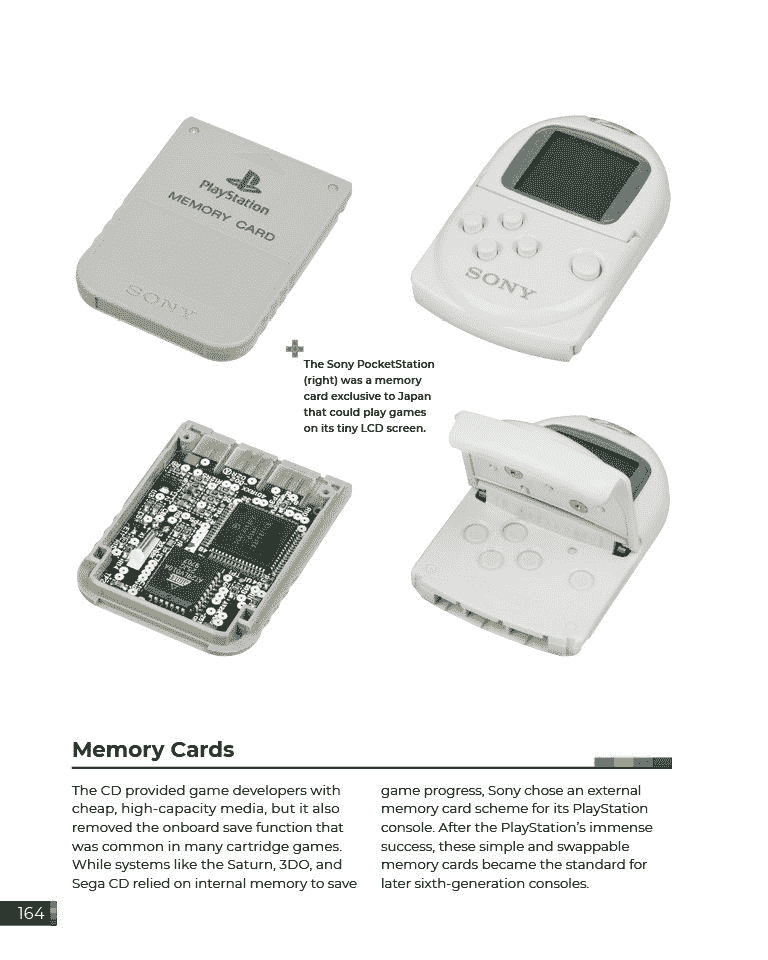 PlayStation
MEMORY CARD
SONY
SONY
The Sony PocketStation
(right) was a memory
card exclusive to Japan
that could play games
on its tiny LCD screen.
Memory Cards
The CD provided game developers with
cheap, high-capacity media, but it also
removed the onboard save function that
was common in many cartridge games.
While systems like the Saturn, 3DO, and
Sega CD relied on internal memory to save
game progress, Sony chose an external
memory card scheme for its PlayStation
console. After the PlayStation's immense
success, these simple and swappable
memory cards became the standard for
later sixth-generation consoles.
164